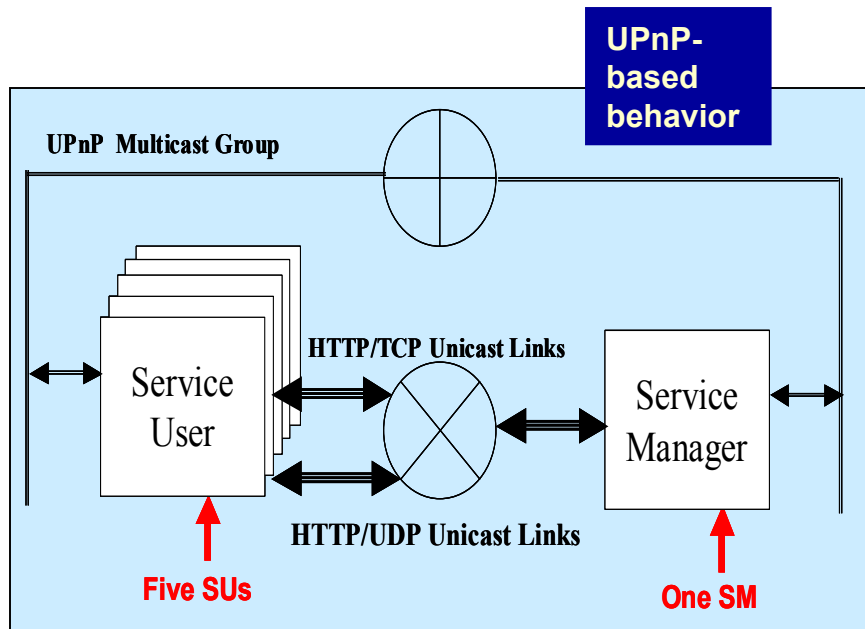 UPnP-
based
behavior
UPnP Multicast Group
HTTP/TCP Unicast Links
Service
User
Service
Manager
HTTP/UDP Unicast Links
Five SUs
One SM